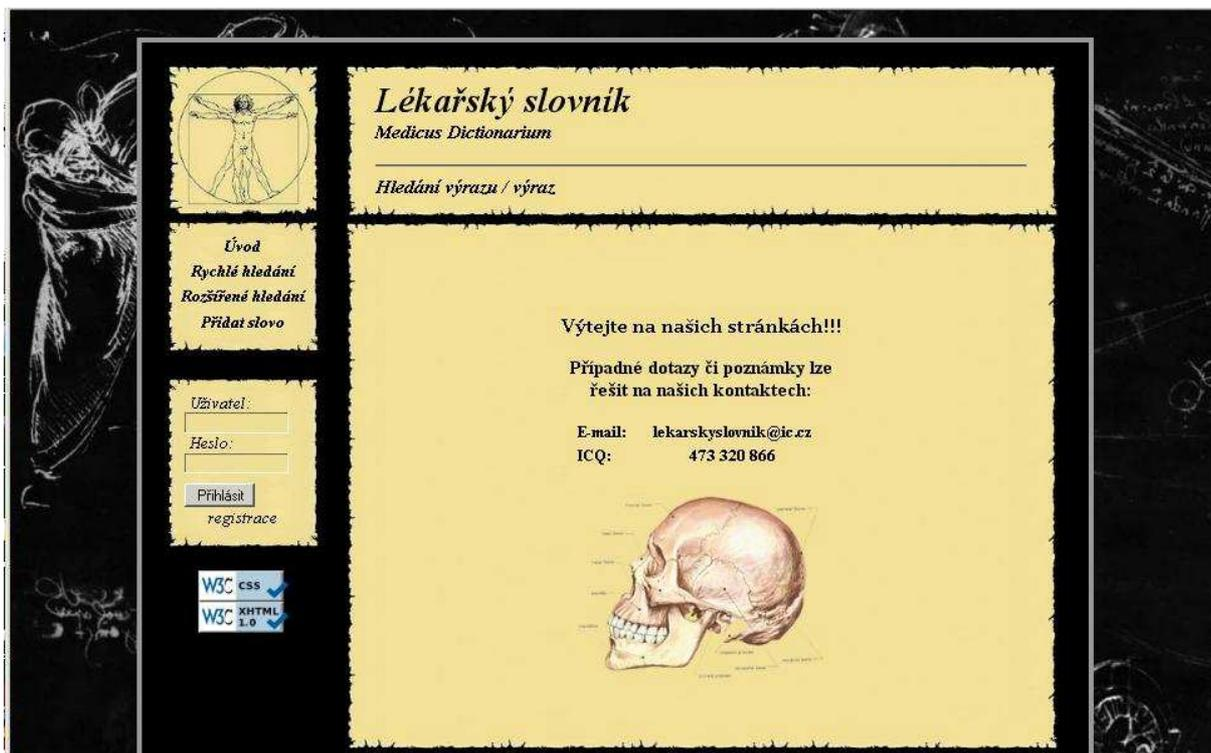 Lékařský slovník
Medicus Dictionarium
Hledání výrazu / výraz
Úvod
Rychlé hledání
Rozšířené hledání
Přidat slovo
Uživatel:
Heslo:
Přihlásit
registrace
W3C CSS
W3C XHTML 1.0
Výtejte na našich stránkách!!!
Případné dotazy či poznámky lze
řešit na našich kontaktech:
E-mail: lekarskyslovnik@ic.cz
ICQ: 473 320 866